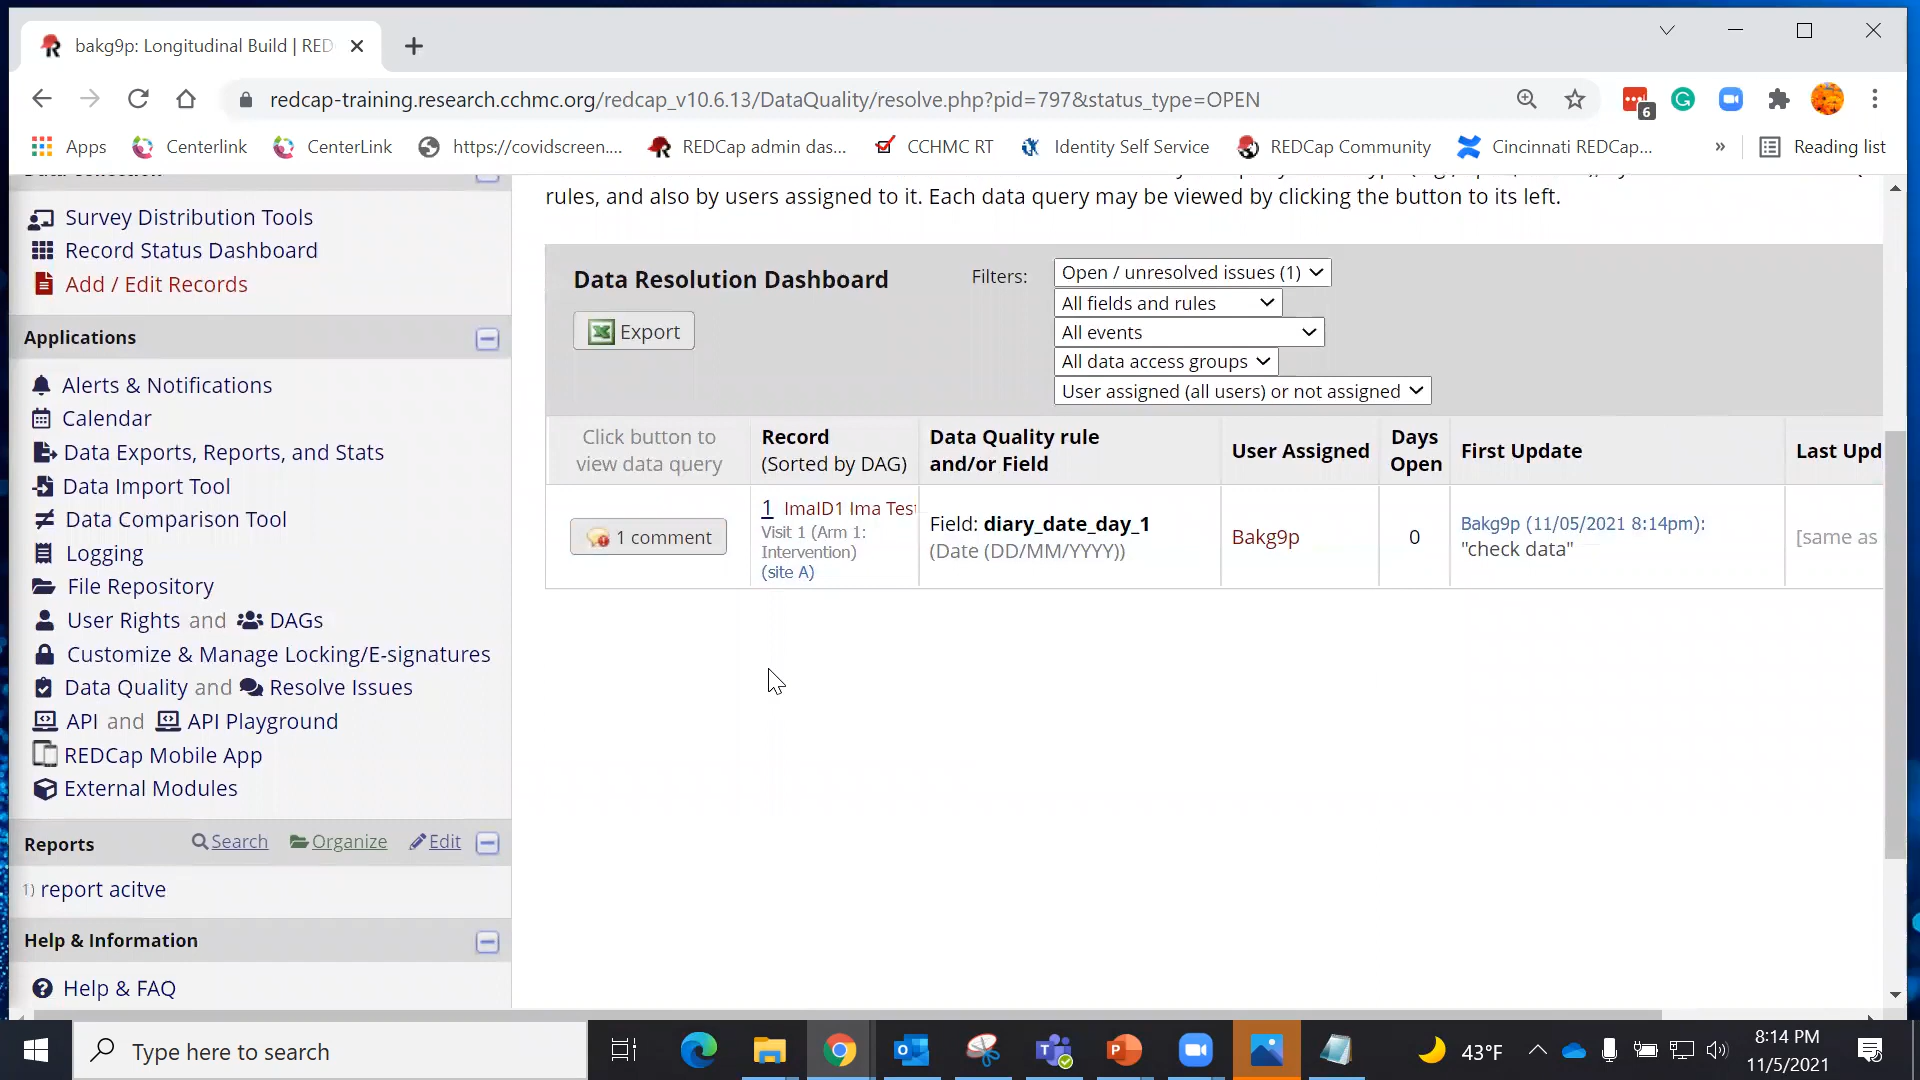 bakg9p: Longitudinal Build | RED
redcap-training.research.cchmc.org/redcap_v10.6.13/DataQuality/resolve.php?pid=797&status_type=OPEN
6
Apps Centerlink CenterLink https://covidscreen.... REDCap admin das... CCHMC RT Identity Self Service REDCap Community Cincinnati REDCap... » Reading list
Survey Distribution Tools
Record Status Dashboard
Add / Edit Records
Applications
Alerts & Notifications
Calendar
Data Exports, Reports, and Stats
Data Import Tool
Data Comparison Tool
Logging
File Repository
User Rights and DAGs
Customize & Manage Locking/E-signatures
Data Quality and Resolve Issues
API and API Playground
REDCap Mobile App
External Modules
Reports Search Organize Edit
1) report acitve
Help & Information
Help & FAQ
rules, and also by users assigned to it. Each data query may be viewed by clicking the button to its left.
Data Resolution Dashboard
Export
Filters:
Open / unresolved issues (1)
All fields and rules
All events
All data access groups
User assigned (all users) or not assigned
Click button to
view data query
Record
(Sorted by DAG)
Data Quality rule
and/or Field
User Assigned
Days
Open
First Update
Last Upd
1 comment
1 ImaID1 Ima Test
Visit 1 (Arm 1:
Intervention)
(site A)
Field: diary_date_day_1
(Date (DD/MM/YYYY))
Bakg9p
0
Bakg9p (11/05/2021 8:14pm):
"check data"
[same as
Type here to search
43°F
8:14 PM
11/5/2021